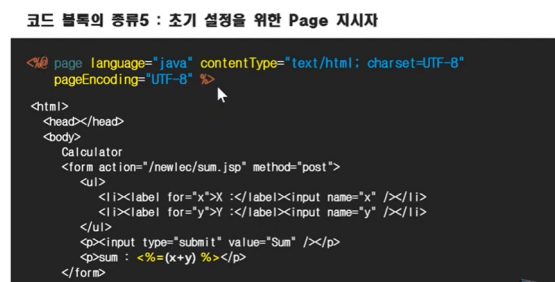 코드 블록의 종류5 : 초기 설정을 위한 Page 지시자
<%@ page language="java" contentType="text/html; charset=UTF-8"
pageEncoding="UTF-8" %>
<html>
<head></head>
<body>
Calculator
<form action="/newlec/sum.jsp" method="post">
<ul>
<li><label for="x">X :</label><input name="x" /></li>
<li><label for="y">Y :</label><input name="y" /></li>
</ul>
<p><input type="submit" value="Sum" /></p>
<p>sum : <%=(x+y) %></p>
</form>